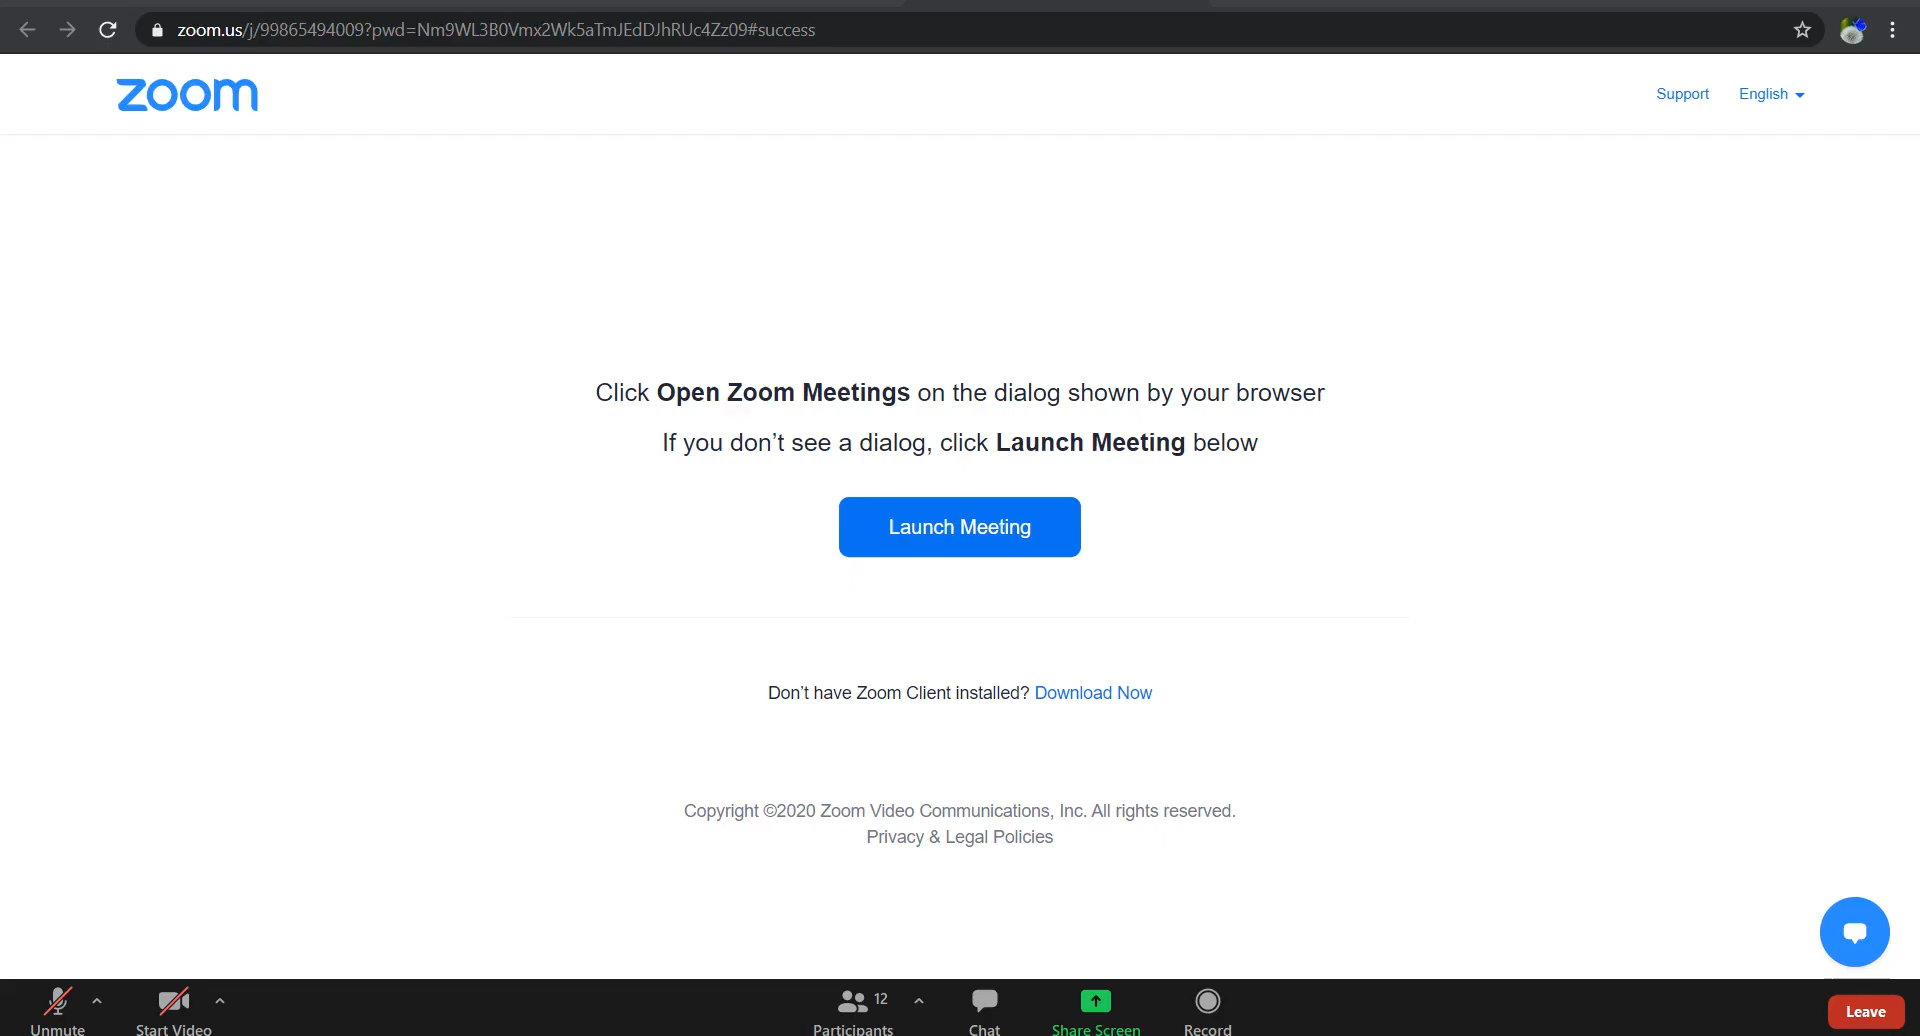 zoom.us/j/99865494009?pwd=Nm9WL3B0Vmx2Wk5aTmJEdDJhRUc4Zz09#success
zoom
Support English
Click Open Zoom Meetings on the dialog shown by your browser
If you don’t see a dialog, click Launch Meeting below
Launch Meeting
Don’t have Zoom Client installed? Download Now
Copyright ©2020 Zoom Video Communications, Inc. All rights reserved.
Privacy & Legal Policies
12
Unmute Start Video Participants Chat Share Screen Record Leave